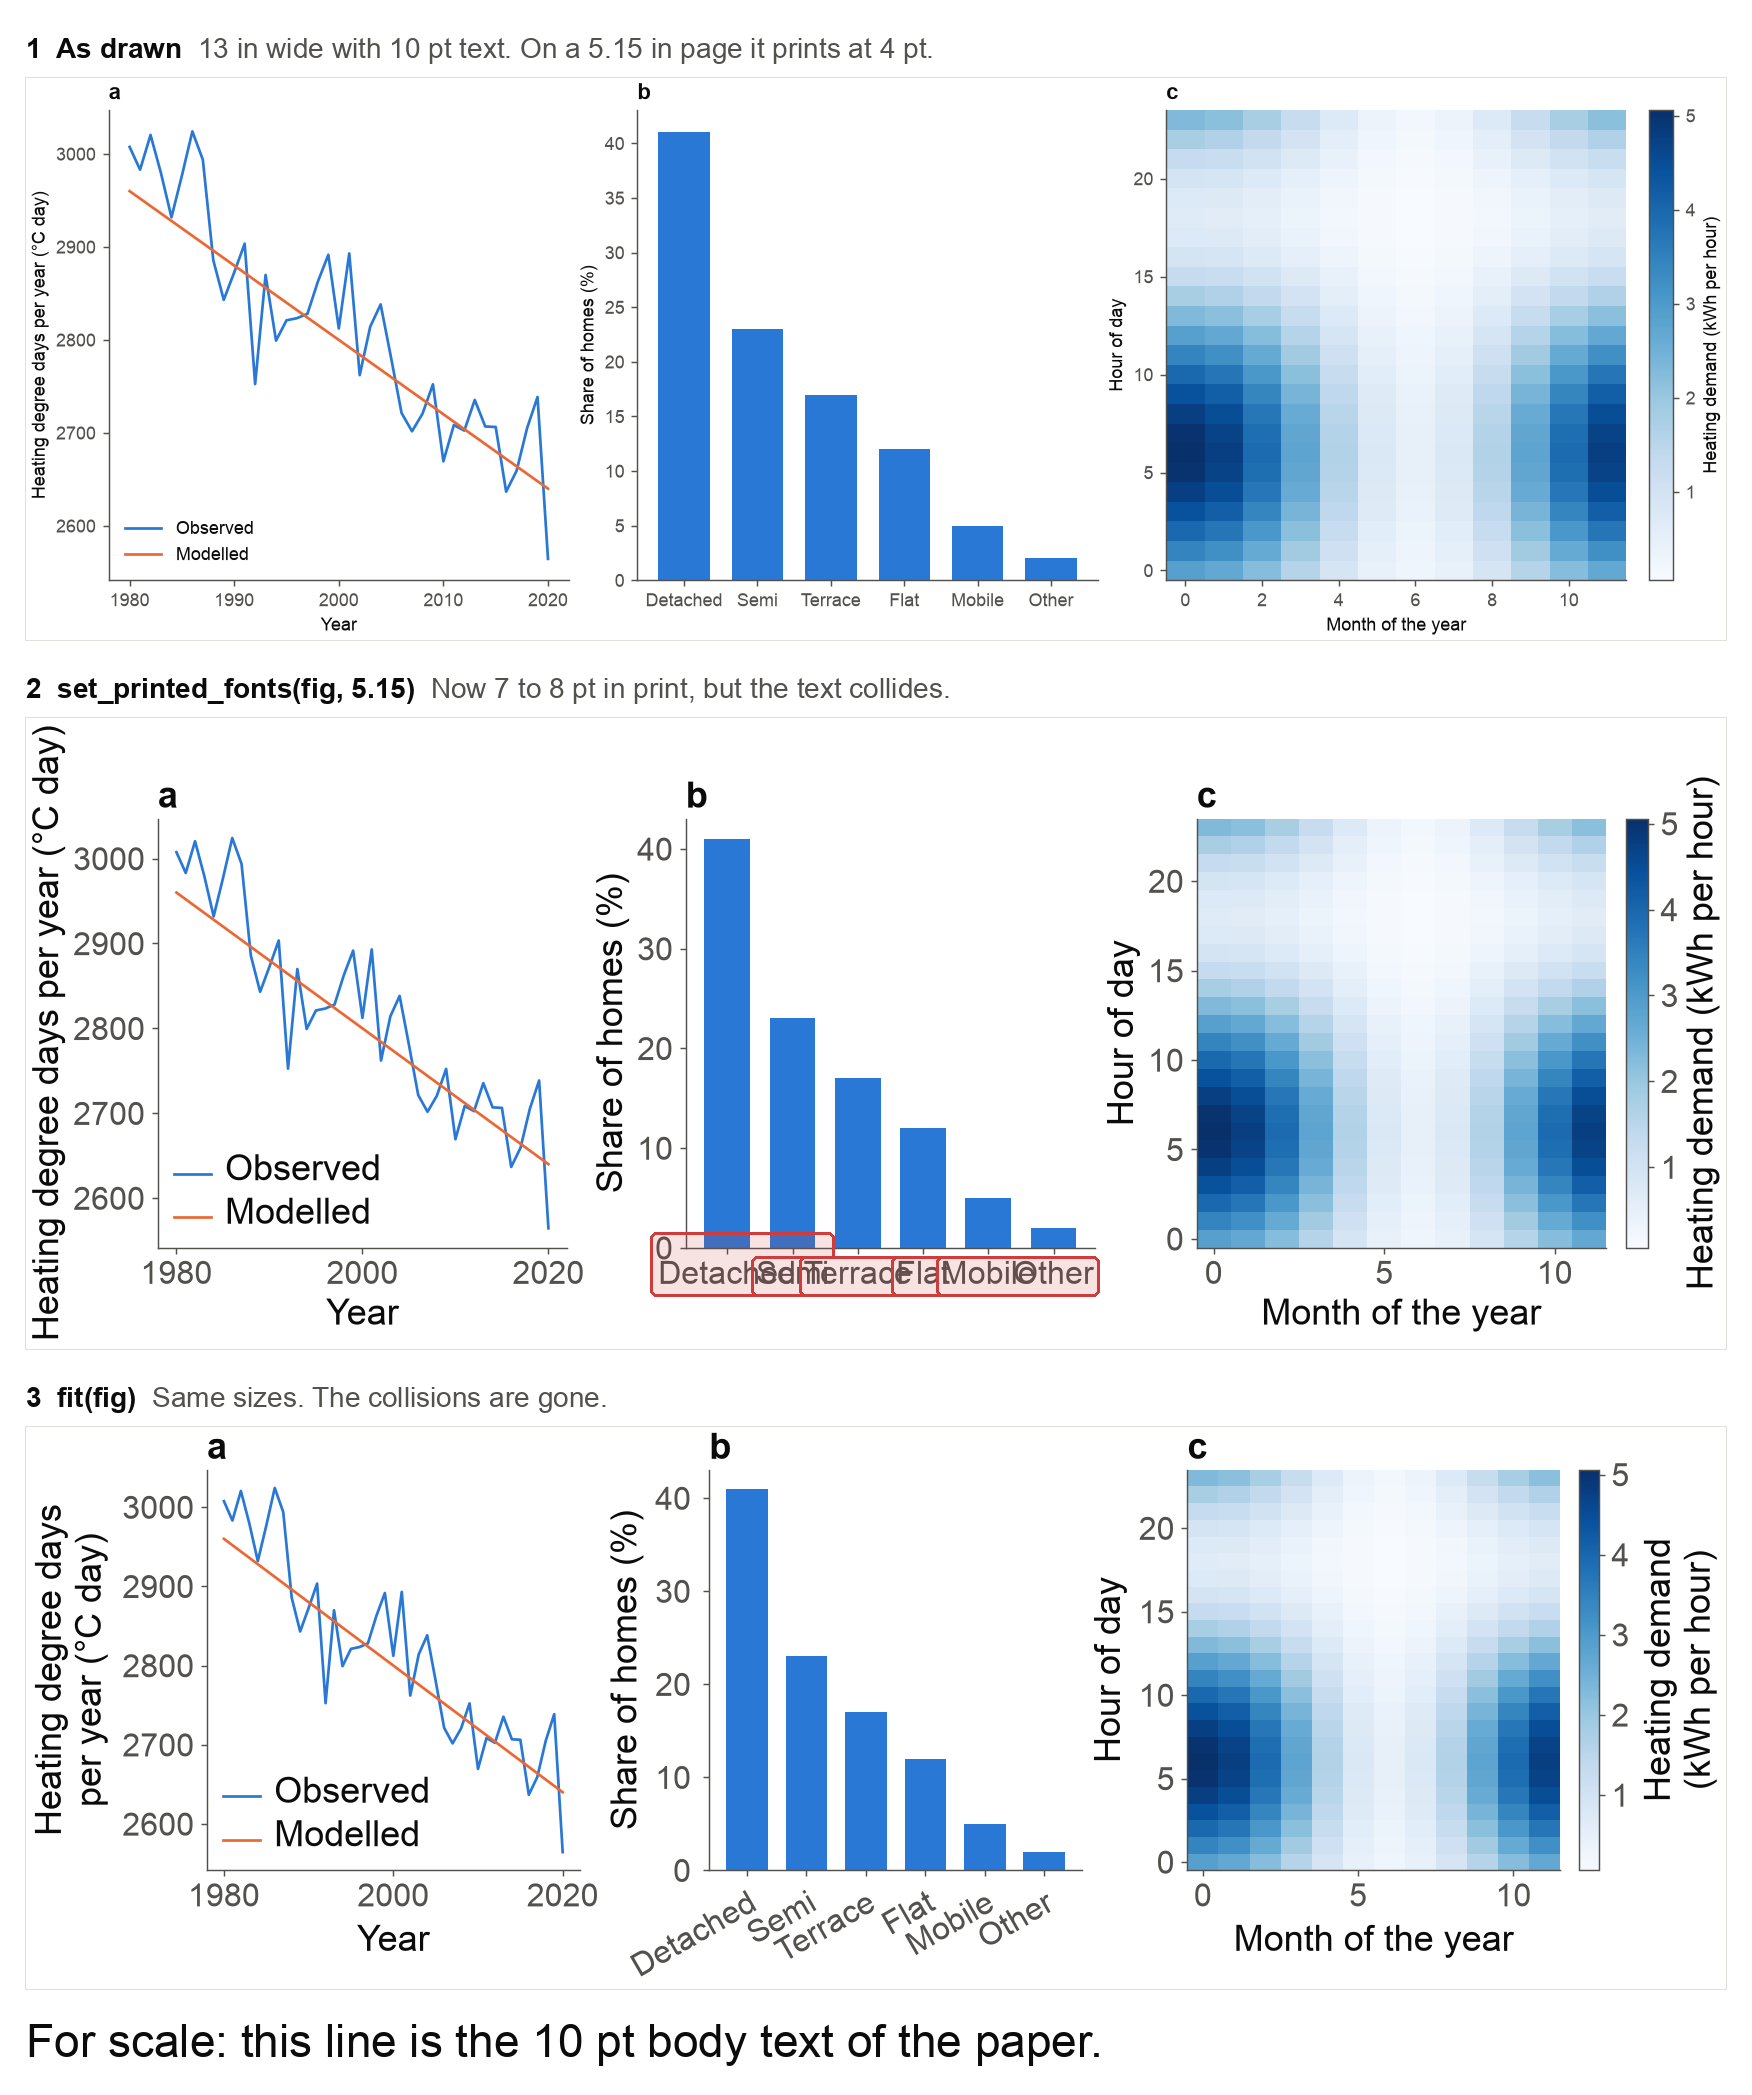 1 As drawn 13 in wide with 10 pt text. On a 5.15 in page it prints at 4 pt.
a
Heating degree days per year (°C day)
3000
2900
2800
2700
2600
Observed
Modelled
1980 1990 2000 2010 2020
Year
b
Share of homes (%)
40
35
30
25
20
15
10
5
0
Detached Semi Terrace Flat Mobile Other
c
Hour of day
20
15
10
5
0
0 2 4 6 8 10
Month of the year
5
4
3
2
1
Heating demand (kWh per hour)
2 set_printed_fonts(fig, 5.15) Now 7 to 8 pt in print, but the text collides.
a
Heating degree days per year (°C day)
3000
2900
2800
2700
2600
Observed
Modelled
1980 2000 2020
Year
b
Share of homes (%)
40
30
20
10
0
Detached Semi Terrace Flat Mobile Other
c
Hour of day
20
15
10
5
0
0 5 10
Month of the year
5
4
3
2
1
Heating demand (kWh per hour)
3 fit(fig) Same sizes. The collisions are gone.
a
Heating degree days
per year (°C day)
3000
2900
2800
2700
2600
Observed
Modelled
1980 2000 2020
Year
b
Share of homes (%)
40
30
20
10
0
Detached Semi Terrace Flat Mobile Other
c
Hour of day
20
15
10
5
0
0 5 10
Month of the year
5
4
3
2
1
Heating demand
(kWh per hour)
For scale: this line is the 10 pt body text of the paper.